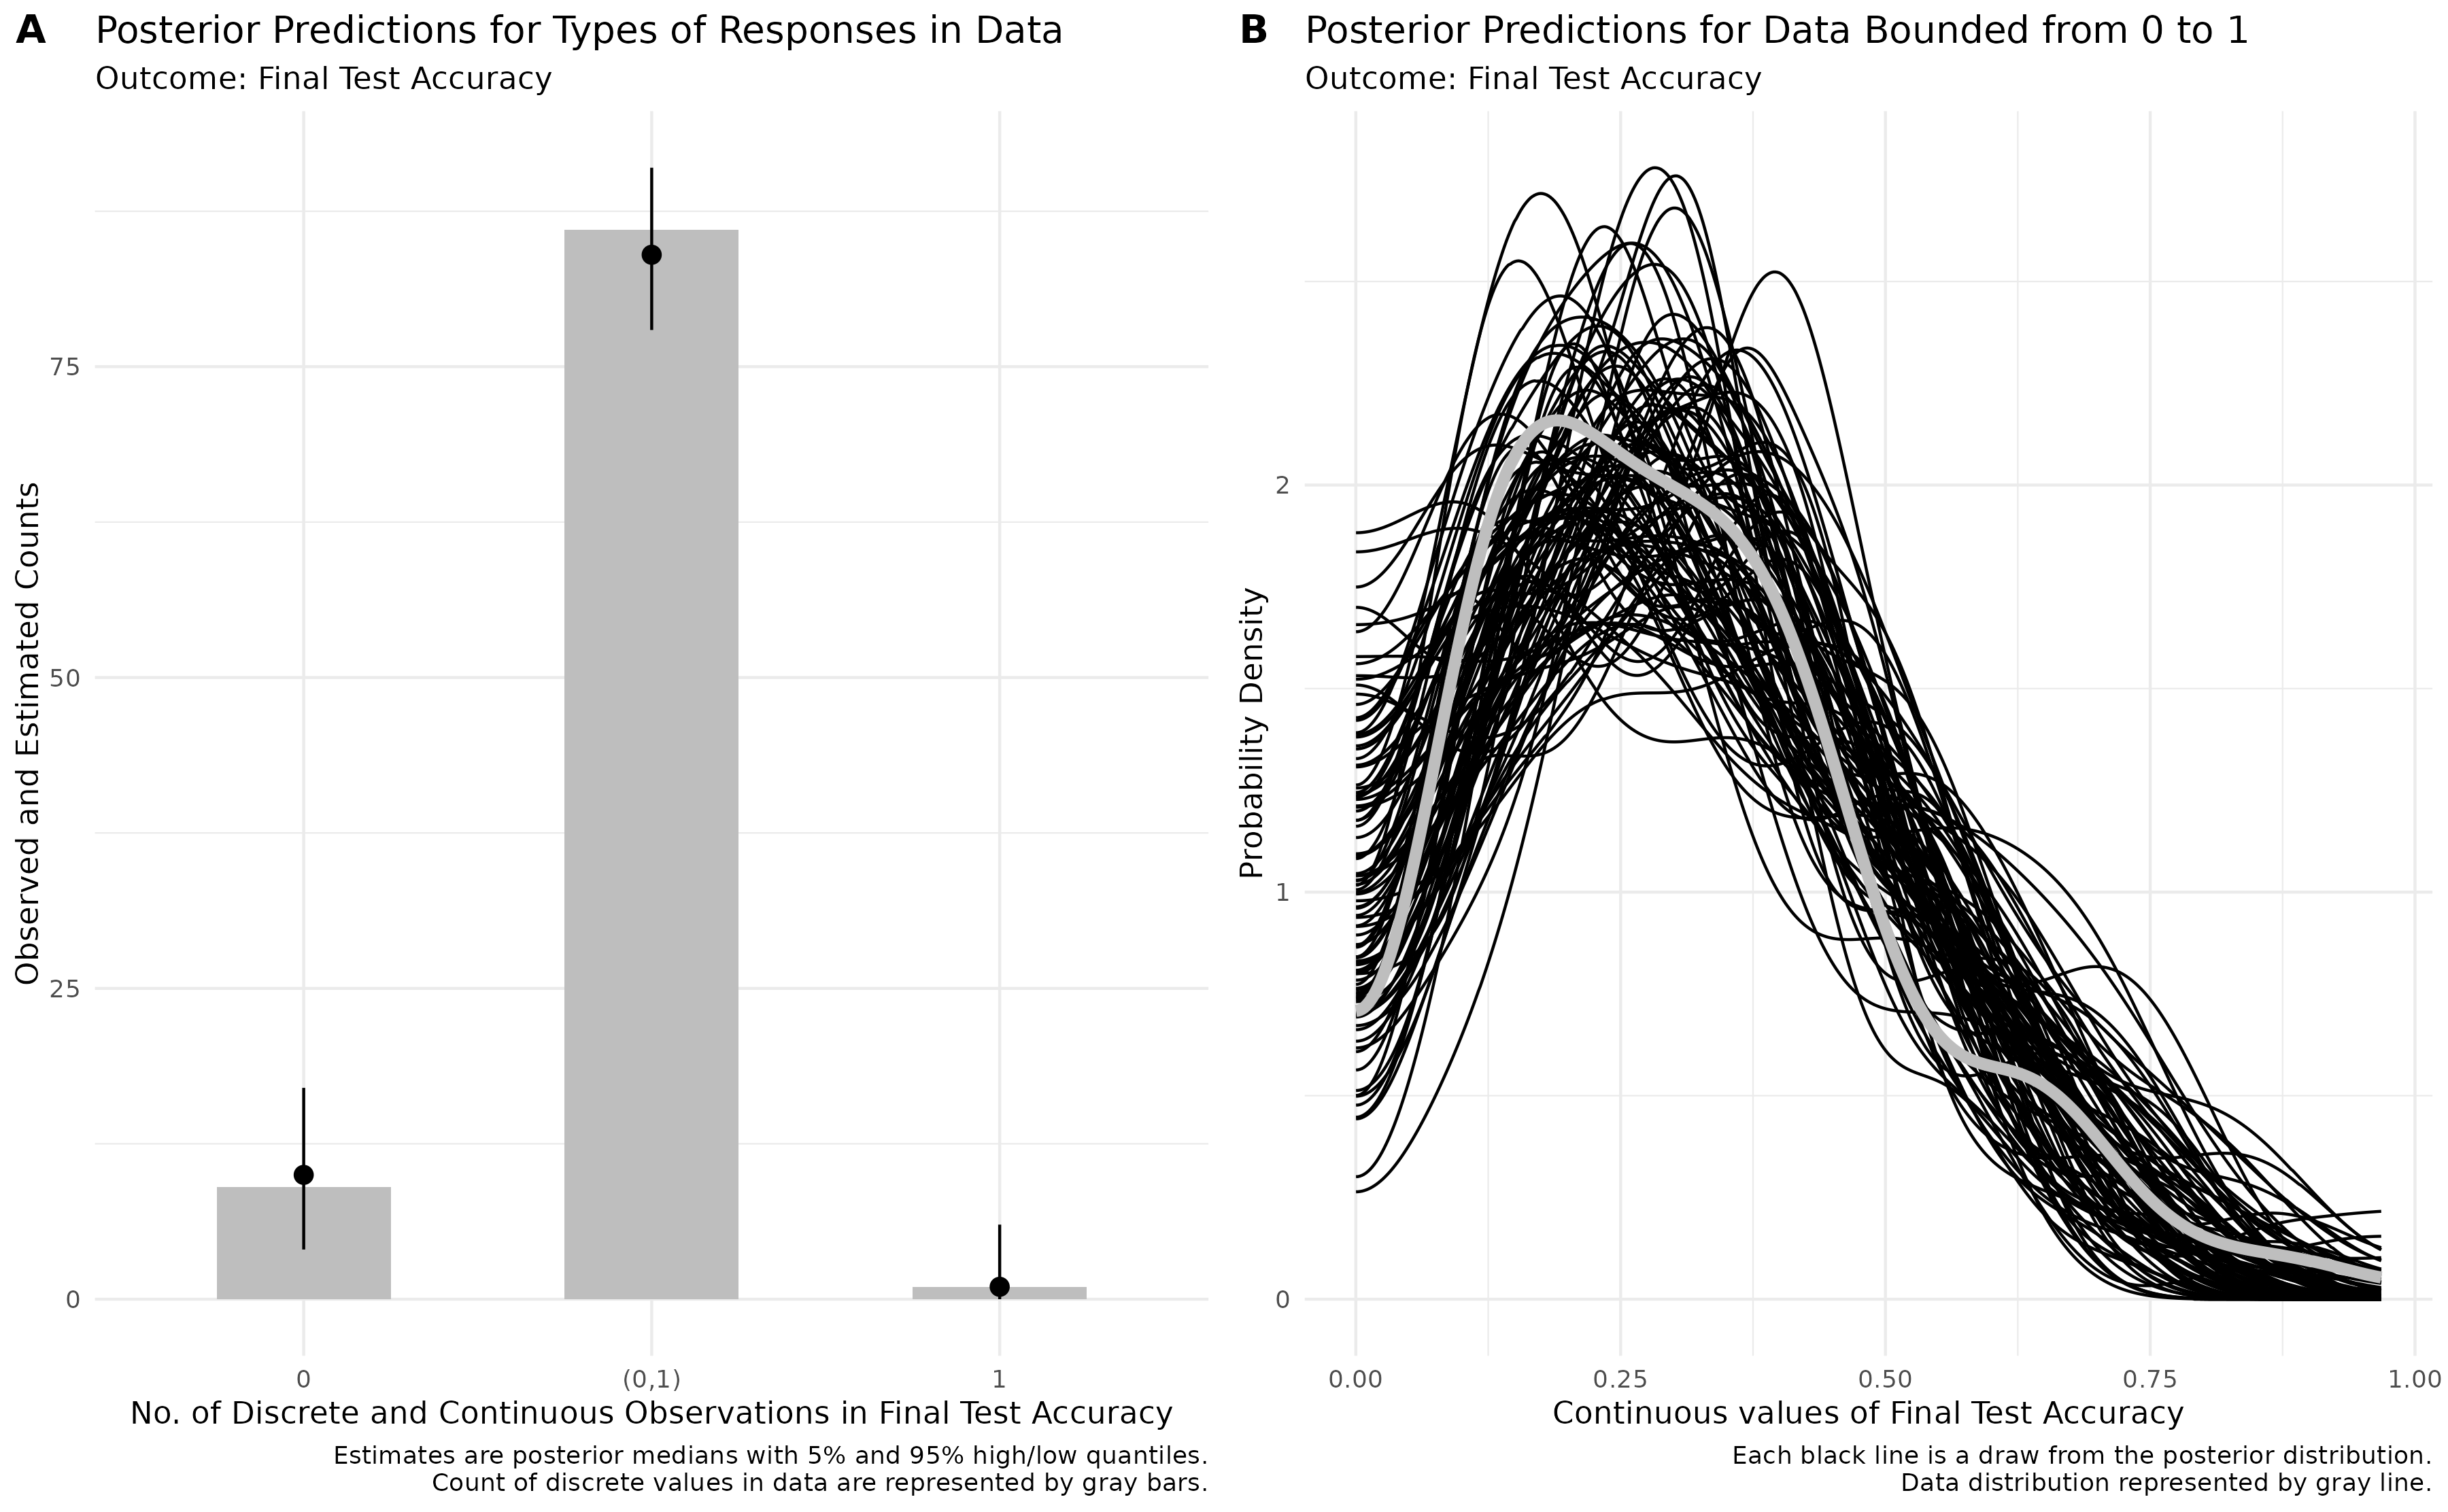 A
Posterior Predictions for Types of Responses in Data
Outcome: Final Test Accuracy
Observed and Estimated Counts
75
50
25
0
0
(0,1)
1
No. of Discrete and Continuous Observations in Final Test Accuracy
Estimates are posterior medians with 5% and 95% high/low quantiles.
Count of discrete values in data are represented by gray bars.
B
Posterior Predictions for Data Bounded from 0 to 1
Outcome: Final Test Accuracy
Probability Density
2
1
0
0.00
0.25
0.50
0.75
1.00
Continuous values of Final Test Accuracy
Each black line is a draw from the posterior distribution.
Data distribution represented by gray line.